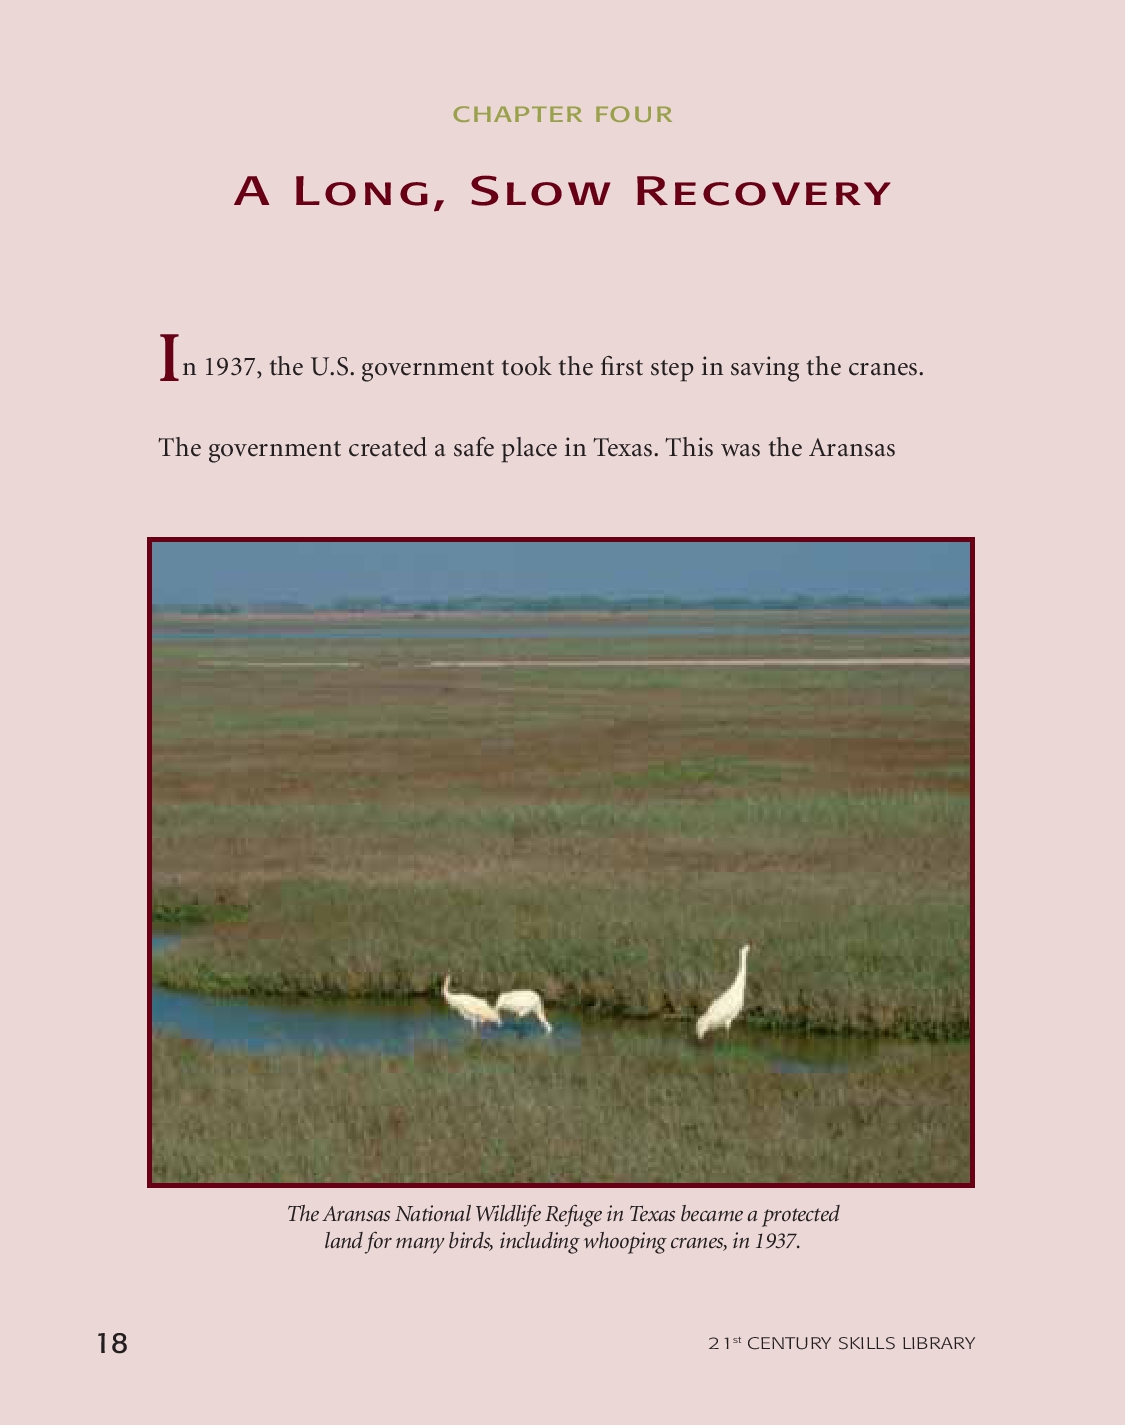 CHAPTER FOUR
A LONG, SLOW RECOVERY
In 1937, the U.S. government took the first step in saving the cranes.
The government created a safe place in Texas. This was the Aransas
The Aransas National Wildlife Refuge in Texas became a protected
land for many birds, including whooping cranes, in 1937.
18
21st CENTURY SKILLS LIBRARY